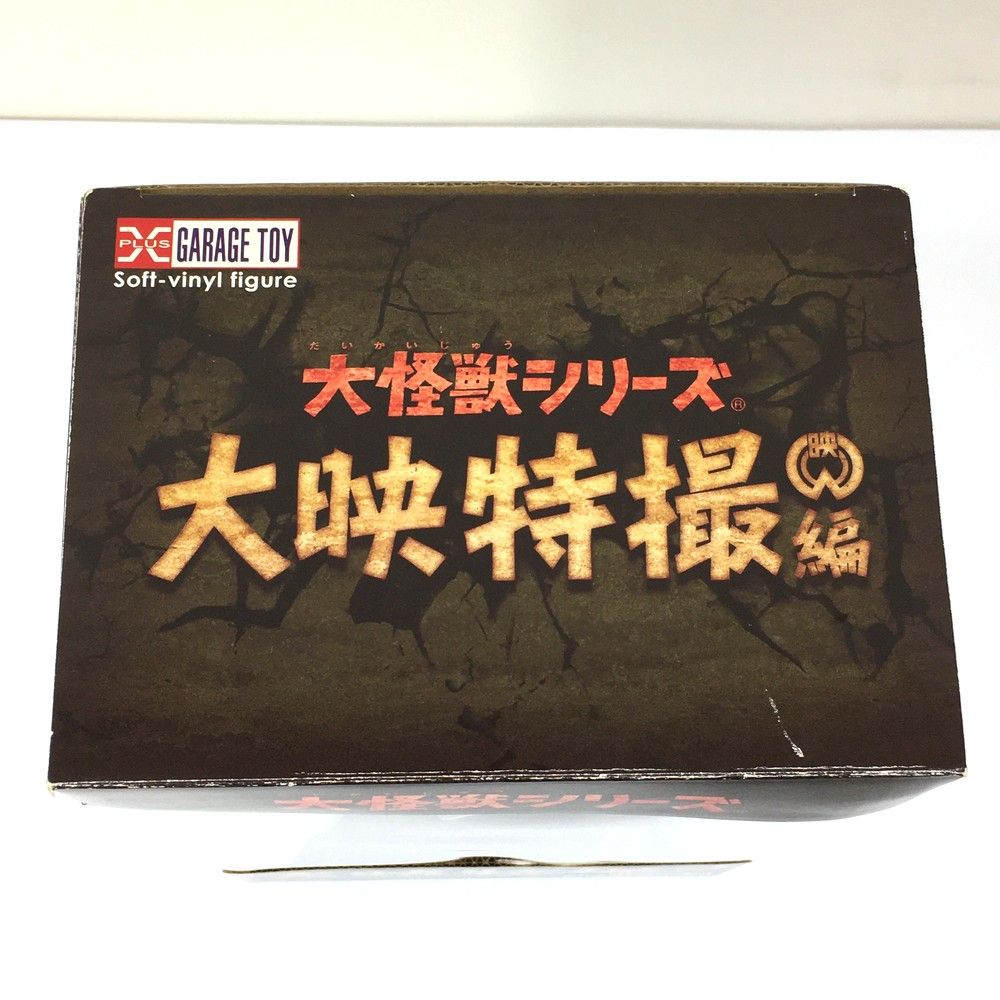 X PLUS GARAGE TOY
Soft-vinyl figure
だいかいじゅう
大怪獣シリーズ®
大映特撮 映 編
大怪獣シリーズ